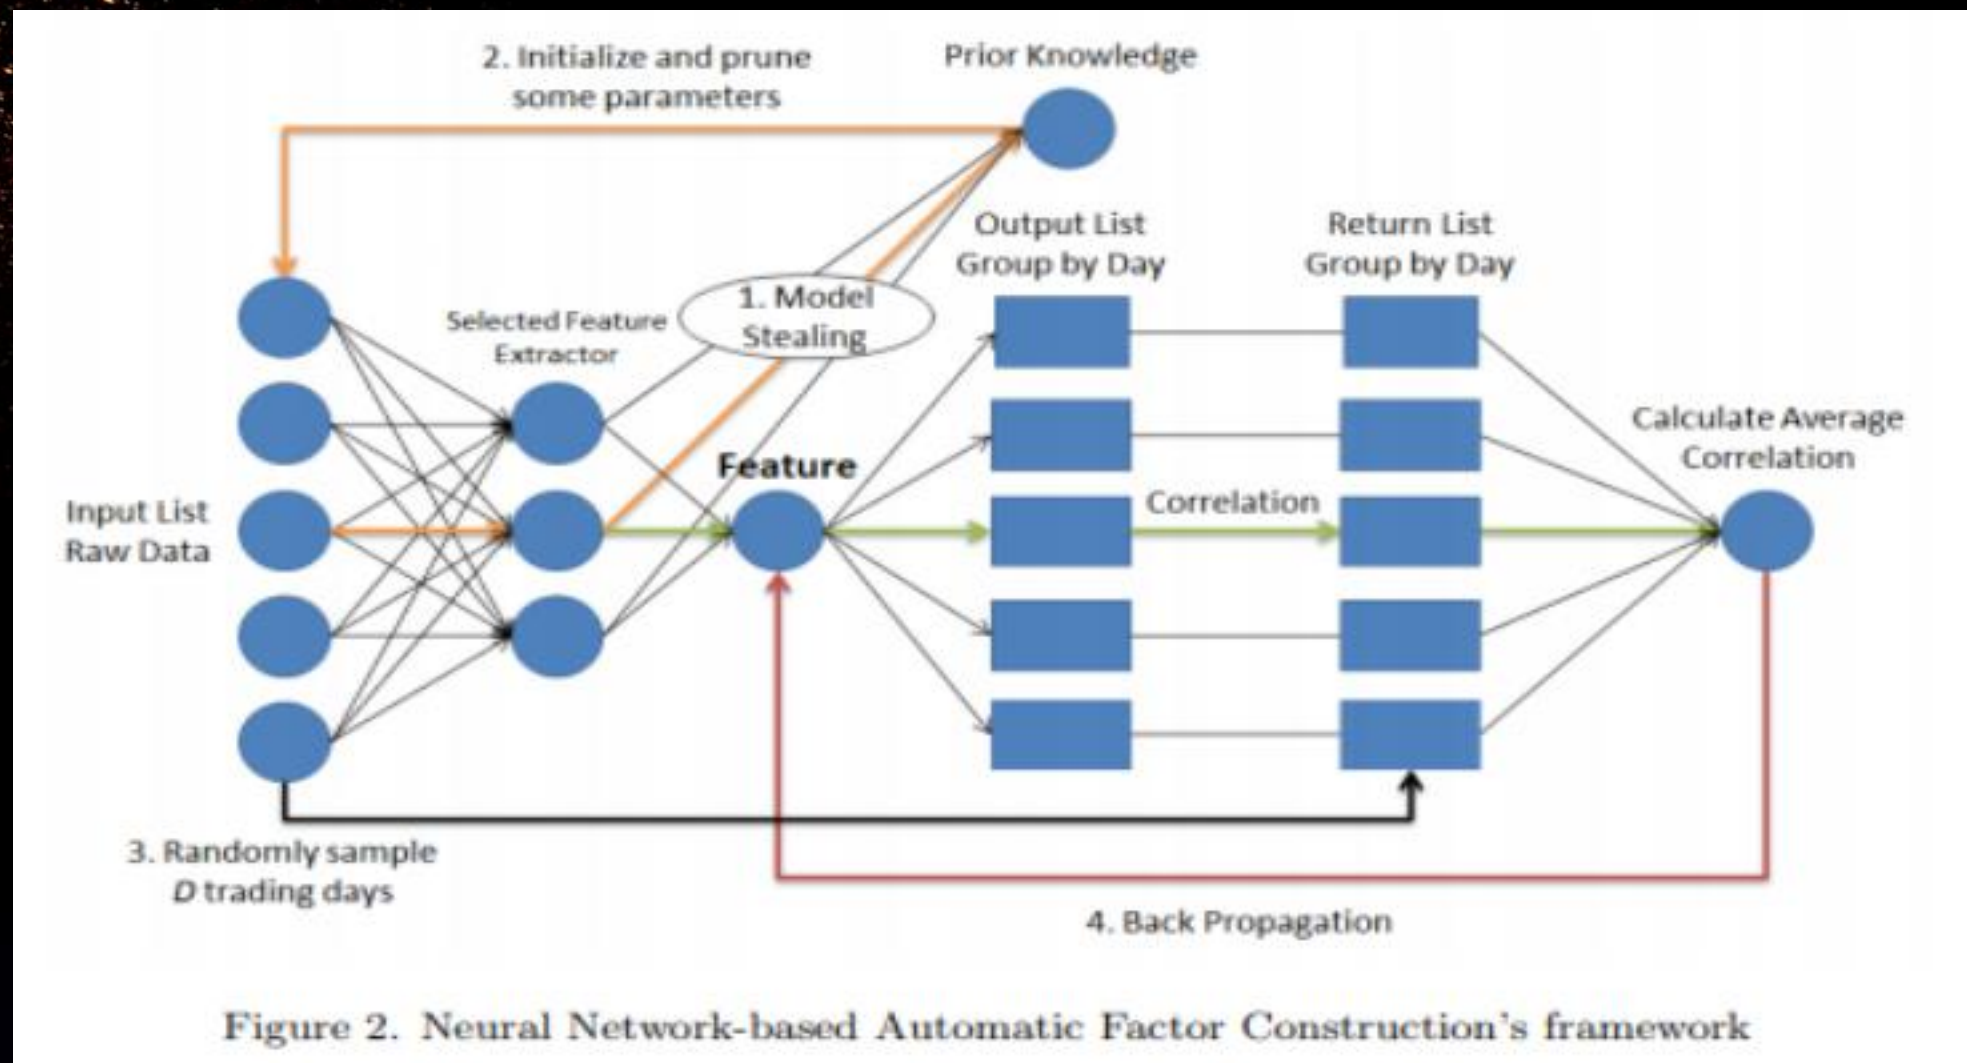 2. Initialize and prune
some parameters
Prior Knowledge
Output List
Group by Day
Return List
Group by Day
Selected Feature
Extractor
1. Model
Stealing
Calculate Average
Correlation
Feature
Input List
Raw Data
Correlation
3. Randomly sample
D trading days
4. Back Propagation
Figure 2. Neural Network-based Automatic Factor Construction's framework